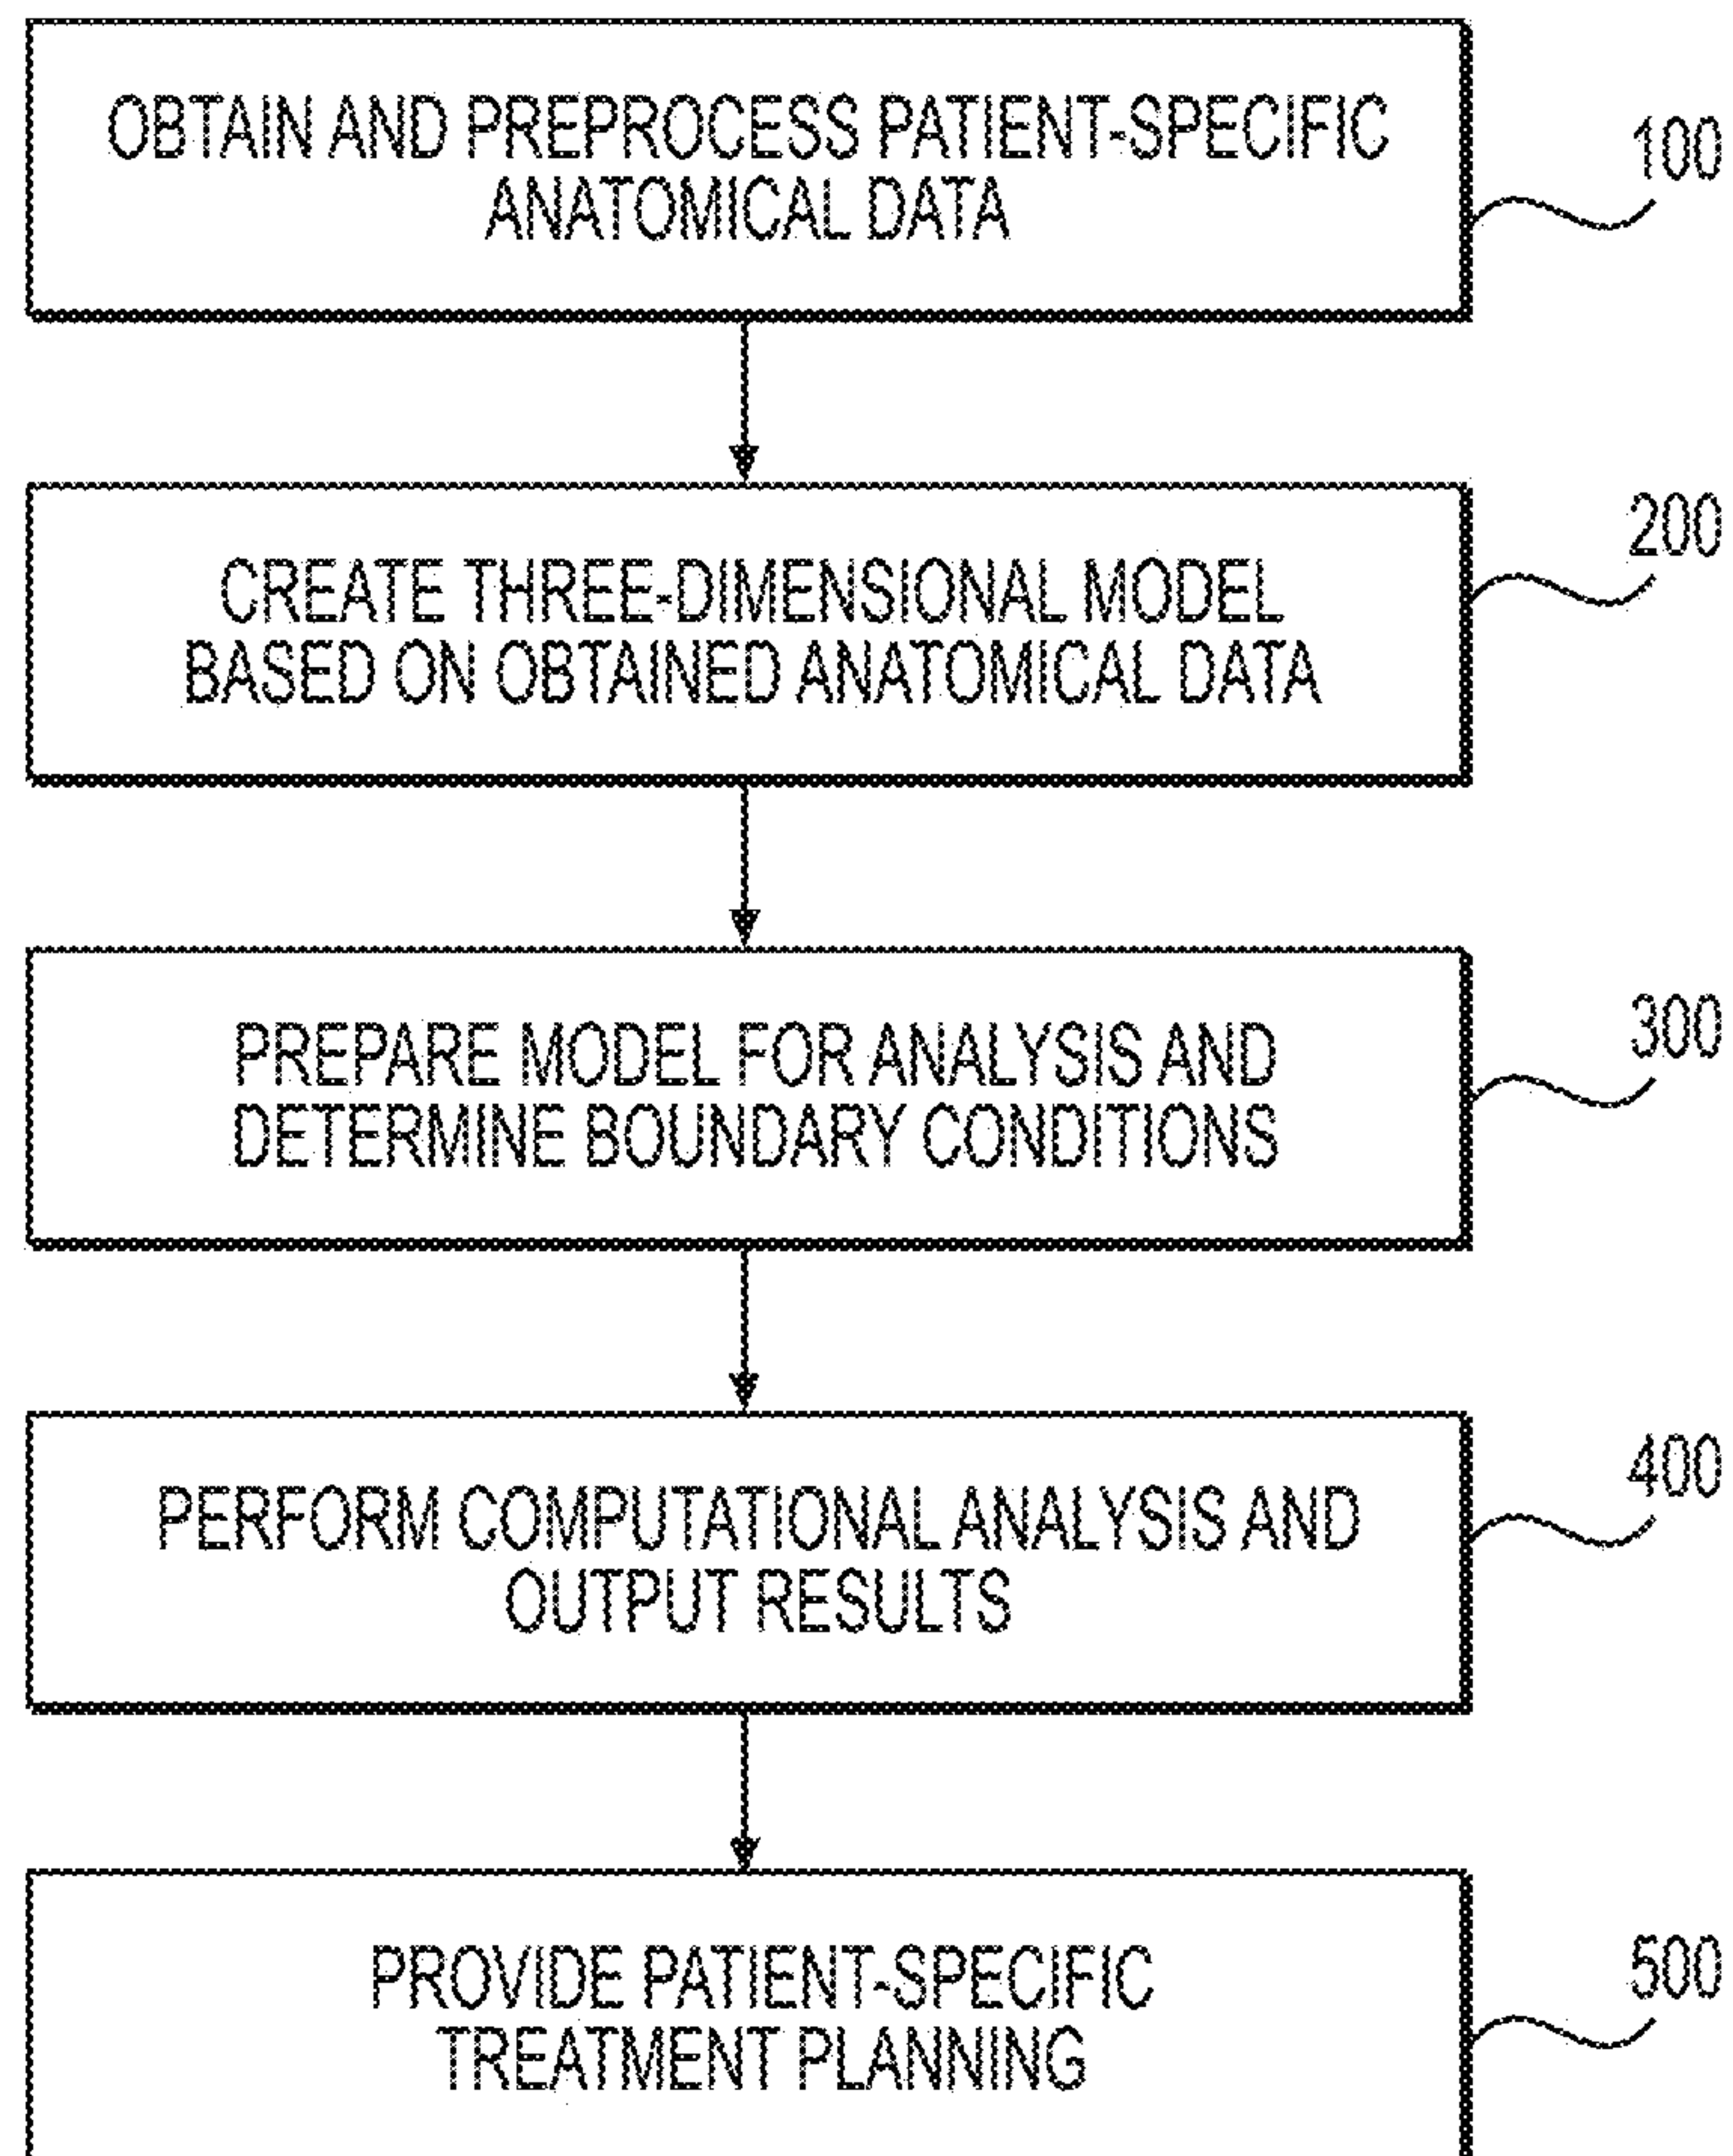 OBTAIN AND PREPROCESS PATIENT-SPECIFIC
ANATOMICAL DATA
100
CREATE THREE-DIMENSIONAL MODEL
BASED ON OBTAINED ANATOMICAL DATA
200
PREPARE MODEL FOR ANALYSIS AND
DETERMINE BOUNDARY CONDITIONS
300
PERFORM COMPUTATIONAL ANALYSIS AND
OUTPUT RESULTS
400
PROVIDE PATIENT-SPECIFIC
TREATMENT PLANNING
500